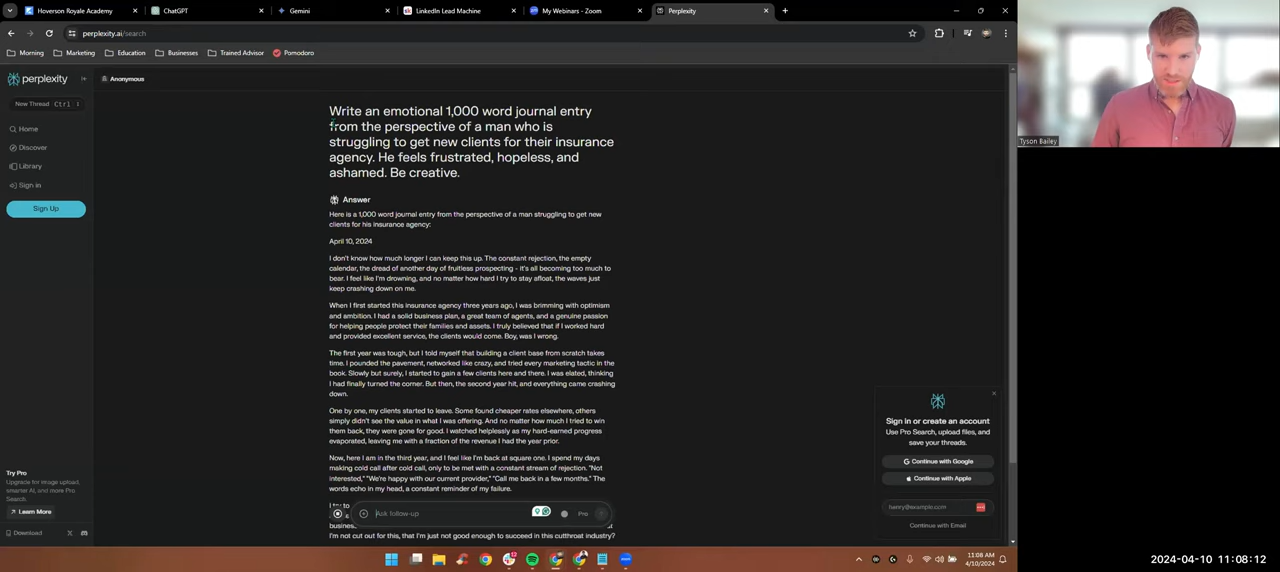 Hoverson Royale Academy
ChatGPT
Gemini
LinkedIn Lead Machine
My Webinars - Zoom
Perplexity
perplexity.ai/search
Morning
Marketing
Education
Businesses
Trained Advisor
Pomodoro
perplexity
Anonymous
New Thread Ctrl I
Home
Discover
Library
Sign in
Sign Up
Write an emotional 1,000 word journal entry
from the perspective of a man who is
struggling to get new clients for their insurance
agency. He feels frustrated, hopeless, and
ashamed. Be creative.
Answer
Here is a 1,000 word journal entry from the perspective of a man struggling to get new
clients for his insurance agency:
April 10, 2024
I don't know how much longer I can keep this up. The constant rejection, the empty
calendar, the dread of another day of fruitless prospecting - it's all becoming too much to
bear. I feel like I'm drowning, and no matter how hard I try to stay afloat, the waves just
keep crashing down on me.
When I first started this insurance agency three years ago, I was brimming with optimism
and ambition. I had a solid business plan, a great team of agents, and a genuine passion
for helping people protect their families and assets. I truly believed that if I worked hard
and provided excellent service, the clients would come. Boy, was I wrong.
The first year was tough, but I told myself that building a client base from scratch takes
time. I pounded the pavement, networked like crazy, and tried every marketing tactic in the
book. Slowly but surely, I started to gain a few clients here and there. I was elated, thinking
I had finally turned the corner. But then, the second year hit, and everything came crashing
down.
One by one, my clients started to leave. Some found cheaper rates elsewhere, others
simply didn't see the value in what I was offering. And no matter how much I tried to win
them back, they were gone for good. I watched helplessly as my hard-earned progress
evaporated, leaving me with a fraction of the revenue I had the year prior.
Now, here I am in the third year, and I feel like I'm back at square one. I spend my days
making cold call after cold call, only to be met with a constant stream of rejection. "Not
interested," "We're happy with our current provider," "Call me back in a few months." The
words echo in my head, a constant reminder of my failure.
I try to
Ask follow-up
Pro
business
I'm not cut out for this, that I'm just not good enough to succeed in this cutthroat industry?
Sign in or create an account
Use Pro Search, upload files, and
save your threads.
Continue with Google
Continue with Apple
henry@example.com
Continue with Email
Try Pro
Upgrade for image upload,
smarter AI, and more Pro
Search.
Learn More
Download
Tyson Bailey
11:08 AM
4/10/2024
2024-04-10 11:08:12